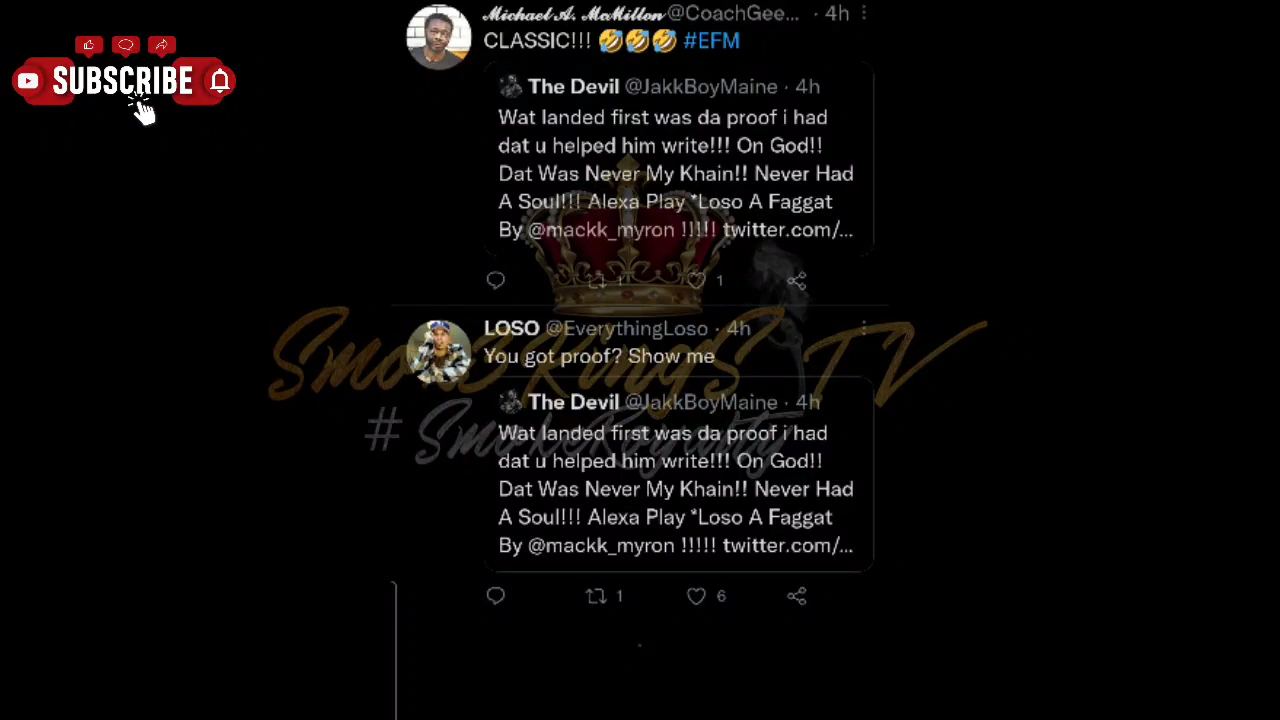 Michael A. McMillon @CoachGee... · 4h
SUBSCRIBE
CLASSIC!!! 🤣🤣🤣 #EFM
The Devil @JakkBoyMaine · 4h
Wat landed first was da proof i had
dat u helped him write!!! On God!!
Dat Was Never My Khain!! Never Had
A Soul!!! Alexa Play *Loso A Faggat
By @mackk_myron !!!!! twitter.com/...
1 1
LOSO @EverythingLoso · 4h
You got proof? Show me
SmokeKingS TV
#SmokeRoyalty
The Devil @JakkBoyMaine · 4h
Wat landed first was da proof i had
dat u helped him write!!! On God!!
Dat Was Never My Khain!! Never Had
A Soul!!! Alexa Play *Loso A Faggat
By @mackk_myron !!!!! twitter.com/...
1 6